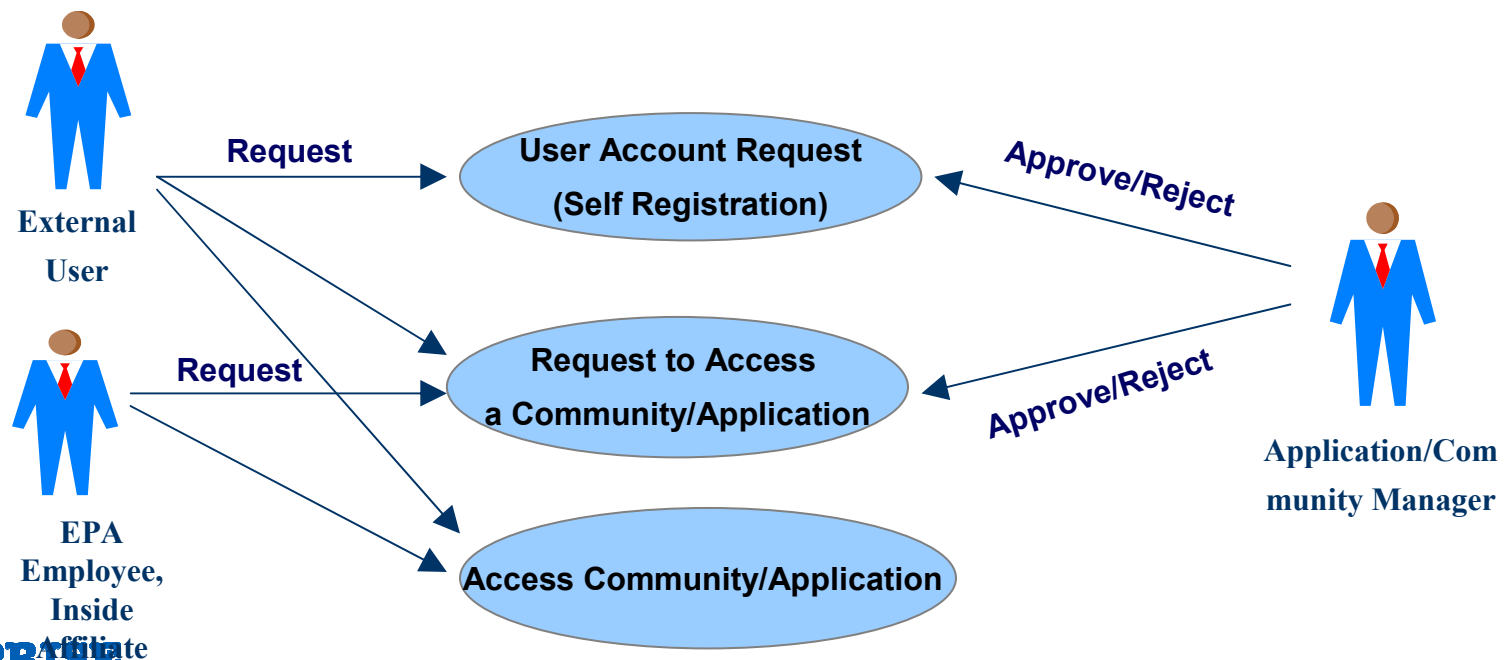 Request
User Account Request
(Self Registration)
Approve/Reject
External
User
Request
Request to Access
a Community/Application
Approve/Reject
Application/Com
munity Manager
EPA
Employee,
Inside
Affiliate
Access Community/Application